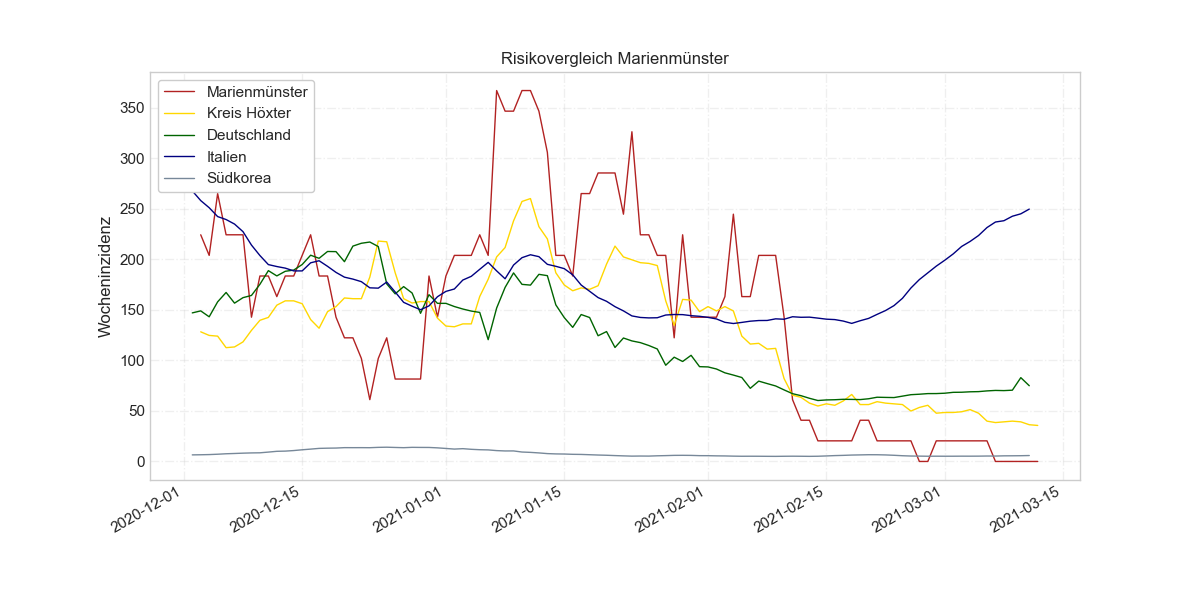 Risikovergleich Marienmünster
Marienmünster
Kreis Höxter
Deutschland
Italien
Südkorea
Wocheninzidenz
350
300
250
200
150
100
50
0
2020-12-01
2020-12-15
2021-01-01
2021-01-15
2021-02-01
2021-02-15
2021-03-01
2021-03-15